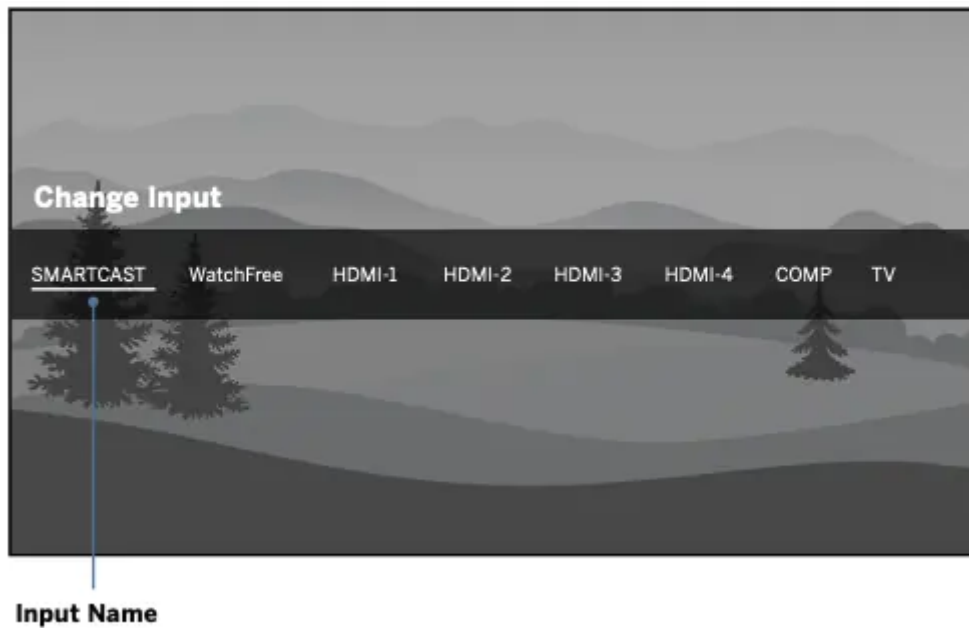 Change Input
SMARTCAST WatchFree HDMI-1 HDMI-2 HDMI-3 HDMI-4 COMP TV
Input Name